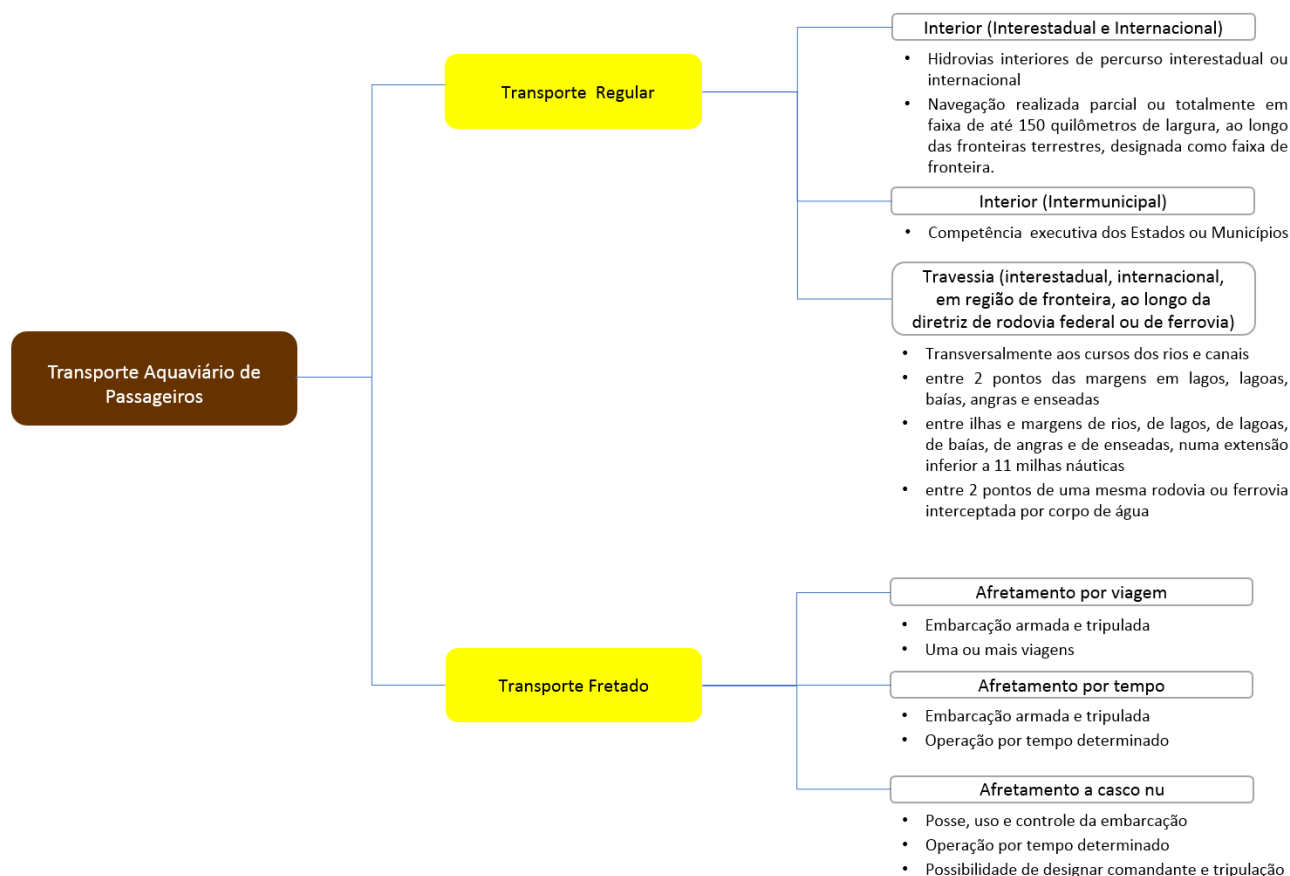 Transporte Aquaviário de
Passageiros
Transporte Regular
Interior (Interestadual e Internacional)
• Hidrovias interiores de percurso interestadual ou
internacional
• Navegação realizada parcial ou totalmente em
faixa de até 150 quilômetros de largura, ao longo
das fronteiras terrestres, designada como faixa de
fronteira.
Interior (Intermunicipal)
• Competência executiva dos Estados ou Municípios
Travessia (interestadual, internacional,
em região de fronteira, ao longo da
diretriz de rodovia federal ou de ferrovia)
• Transversalmente aos cursos dos rios e canais
• entre 2 pontos das margens em lagos, lagoas,
baías, angras e enseadas
• entre ilhas e margens de rios, de lagos, de lagoas,
de baías, de angras e de enseadas, numa extensão
inferior a 11 milhas náuticas
• entre 2 pontos de uma mesma rodovia ou ferrovia
interceptada por corpo de água
Transporte Fretado
Afretamento por viagem
• Embarcação armada e tripulada
• Uma ou mais viagens
Afretamento por tempo
• Embarcação armada e tripulada
• Operação por tempo determinado
Afretamento a casco nu
• Posse, uso e controle da embarcação
• Operação por tempo determinado
• Possibilidade de designar comandante e tripulação